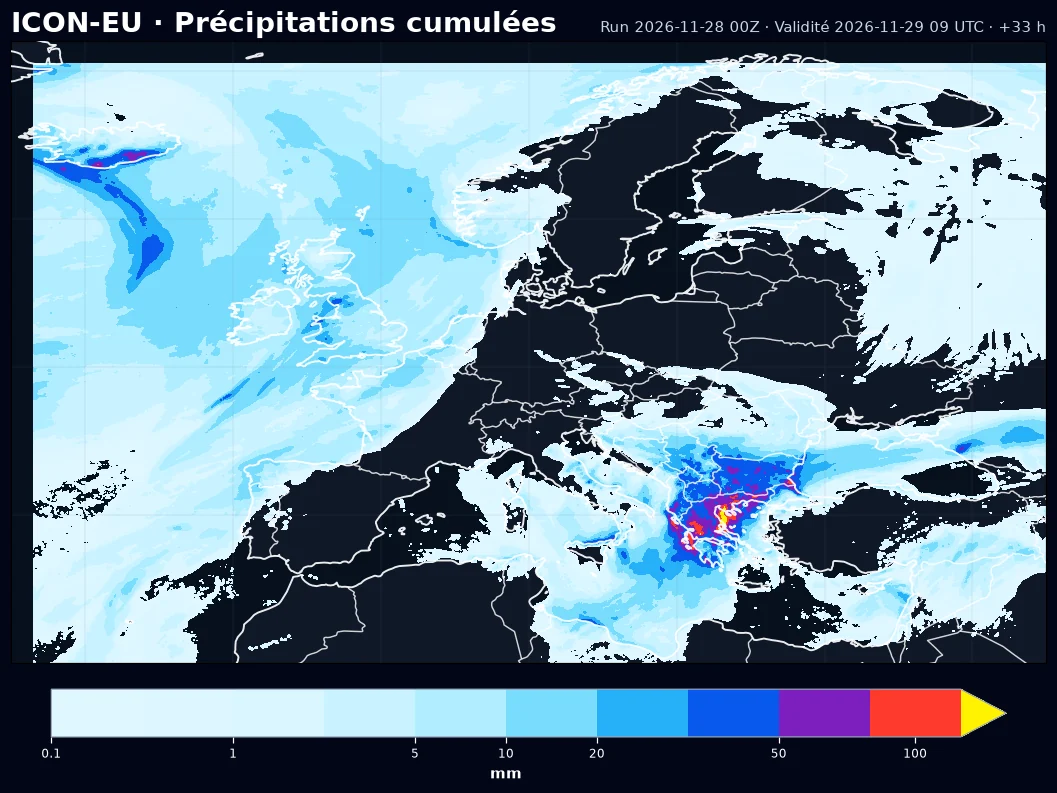 ICON-EU · Précipitations cumulées
Run 2026-11-28 00Z · Validité 2026-11-29 09 UTC · +33 h
0.1 1 5 10 20 50 100
mm